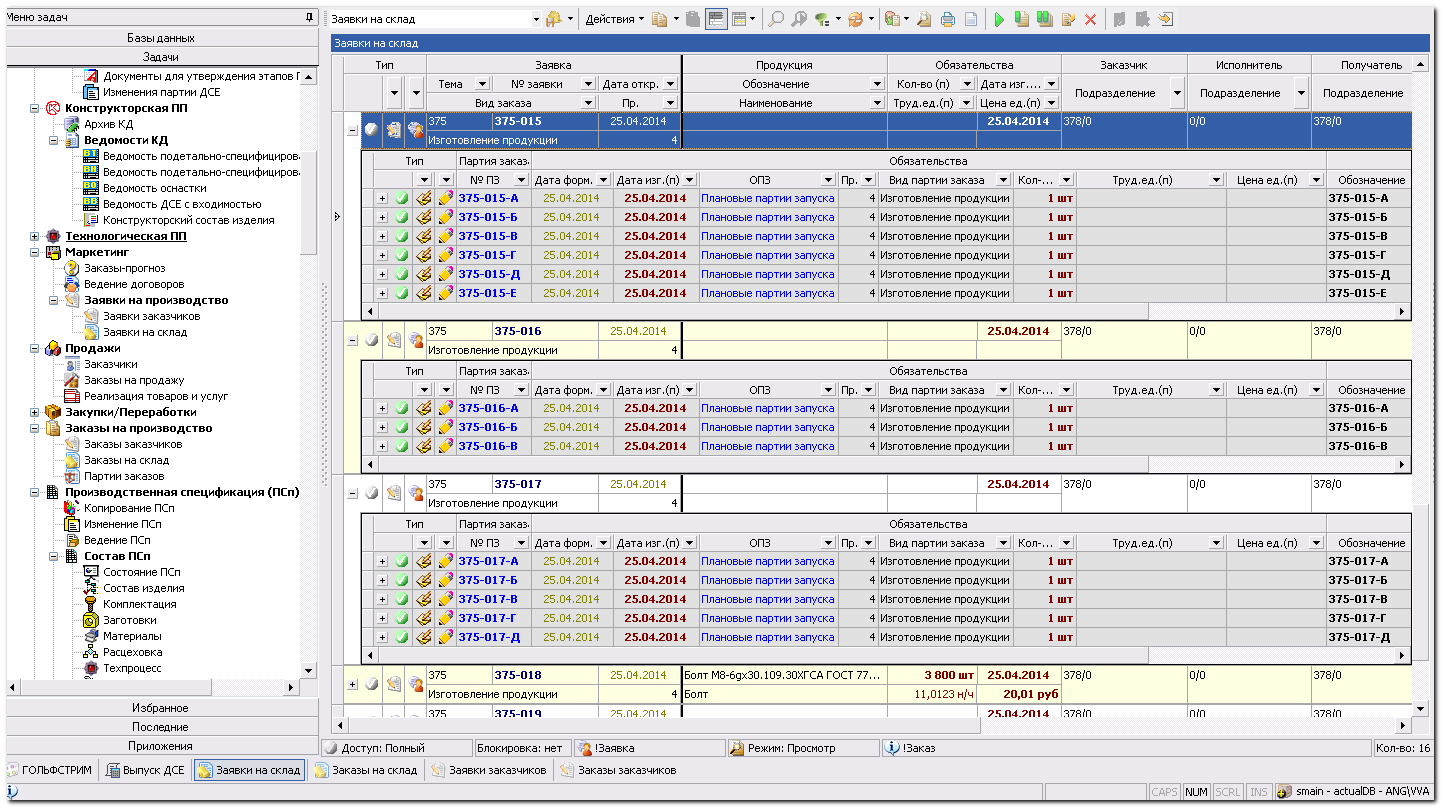 Меню задач
Базы данных
Задачи
Документы для утверждения этапов Г
Изменения партии ДСЕ
Конструкторская ПП
Архив КД
Ведомости КД
Ведомость подетально-специфициров
Ведомость подетально-специфициров
Ведомость оснастки
Ведомость ДСЕ с входимостью
Конструкторский состав изделия
Технологическая ПП
Маркетинг
Заказы-прогноз
Ведение договоров
Заявки на производство
Заявки заказчиков
Заявки на склад
Продажи
Заказчики
Заказы на продажу
Реализация товаров и услуг
Закупки/Переработки
Заказы на производство
Заказы заказчиков
Заказы на склад
Партии заказов
Производственная спецификация (ПСп)
Копирование ПСп
Изменение ПСп
Ведение ПСп
Состав ПСп
Состояние ПСп
Состав изделия
Комплектация
Заготовки
Материалы
Расцеховка
Техпроцесс
Избранное
Последние
Приложения
Заявки на склад Действия
Заявки на склад
Тип Заявка Продукция Обязательства Заказчик Исполнитель Получатель
Тема № заявки Дата откр. Обозначение Кол-во (п) Дата изг.... Подразделение Подразделение Подразделение
Вид заказа Пр. Наименование Труд.ед.(п) Цена ед.(п)
375 375-015 25.04.2014 25.04.2014 378/0 0/0 378/0
Изготовление продукции 4
Тип Партия заказ Обязательства
№ ПЗ Дата форм. Дата изг.(п) ОПЗ Пр. Вид партии заказа Кол-... Труд.ед.(п) Цена ед.(п) Обозначение
375-015-А 25.04.2014 25.04.2014 Плановые партии запуска 4 Изготовление продукции 1 шт 375-015-А
375-015-Б 25.04.2014 25.04.2014 Плановые партии запуска 4 Изготовление продукции 1 шт 375-015-Б
375-015-В 25.04.2014 25.04.2014 Плановые партии запуска 4 Изготовление продукции 1 шт 375-015-В
375-015-Г 25.04.2014 25.04.2014 Плановые партии запуска 4 Изготовление продукции 1 шт 375-015-Г
375-015-Д 25.04.2014 25.04.2014 Плановые партии запуска 4 Изготовление продукции 1 шт 375-015-Д
375-015-Е 25.04.2014 25.04.2014 Плановые партии запуска 4 Изготовление продукции 1 шт 375-015-Е
375 375-016 25.04.2014 25.04.2014 378/0 0/0 378/0
Изготовление продукции 4
Тип Партия заказ Обязательства
№ ПЗ Дата форм. Дата изг.(п) ОПЗ Пр. Вид партии заказа Кол-... Труд.ед.(п) Цена ед.(п) Обозначение
375-016-А 25.04.2014 25.04.2014 Плановые партии запуска 4 Изготовление продукции 1 шт 375-016-А
375-016-Б 25.04.2014 25.04.2014 Плановые партии запуска 4 Изготовление продукции 1 шт 375-016-Б
375-016-В 25.04.2014 25.04.2014 Плановые партии запуска 4 Изготовление продукции 1 шт 375-016-В
375 375-017 25.04.2014 25.04.2014 378/0 0/0 378/0
Изготовление продукции 4
Тип Партия заказ Обязательства
№ ПЗ Дата форм. Дата изг.(п) ОПЗ Пр. Вид партии заказа Кол-... Труд.ед.(п) Цена ед.(п) Обозначение
375-017-А 25.04.2014 25.04.2014 Плановые партии запуска 4 Изготовление продукции 1 шт 375-017-А
375-017-Б 25.04.2014 25.04.2014 Плановые партии запуска 4 Изготовление продукции 1 шт 375-017-Б
375-017-В 25.04.2014 25.04.2014 Плановые партии запуска 4 Изготовление продукции 1 шт 375-017-В
375-017-Г 25.04.2014 25.04.2014 Плановые партии запуска 4 Изготовление продукции 1 шт 375-017-Г
375-017-Д 25.04.2014 25.04.2014 Плановые партии запуска 4 Изготовление продукции 1 шт 375-017-Д
375 375-018 25.04.2014 Болт М8-6gх30.109.30ХГСА ГОСТ 77... 3 800 шт 25.04.2014 378/0 0/0 378/0
Изготовление продукции 4 Болт 11,0123 н/ч 20,01 руб
375 375-019 25.04.2014 25.04.2014 378/0 0/0 378/0
Доступ: Полный Блокировка: нет !Заявка Режим: Просмотр !Заказ Кол-во: 16
ГОЛЬФСТРИМ Выпуск ДСЕ Заявки на склад Заказы на склад Заявки заказчиков Заказы заказчиков
CAPS NUM SCRL INS smain - actualDB - ANG\VVA